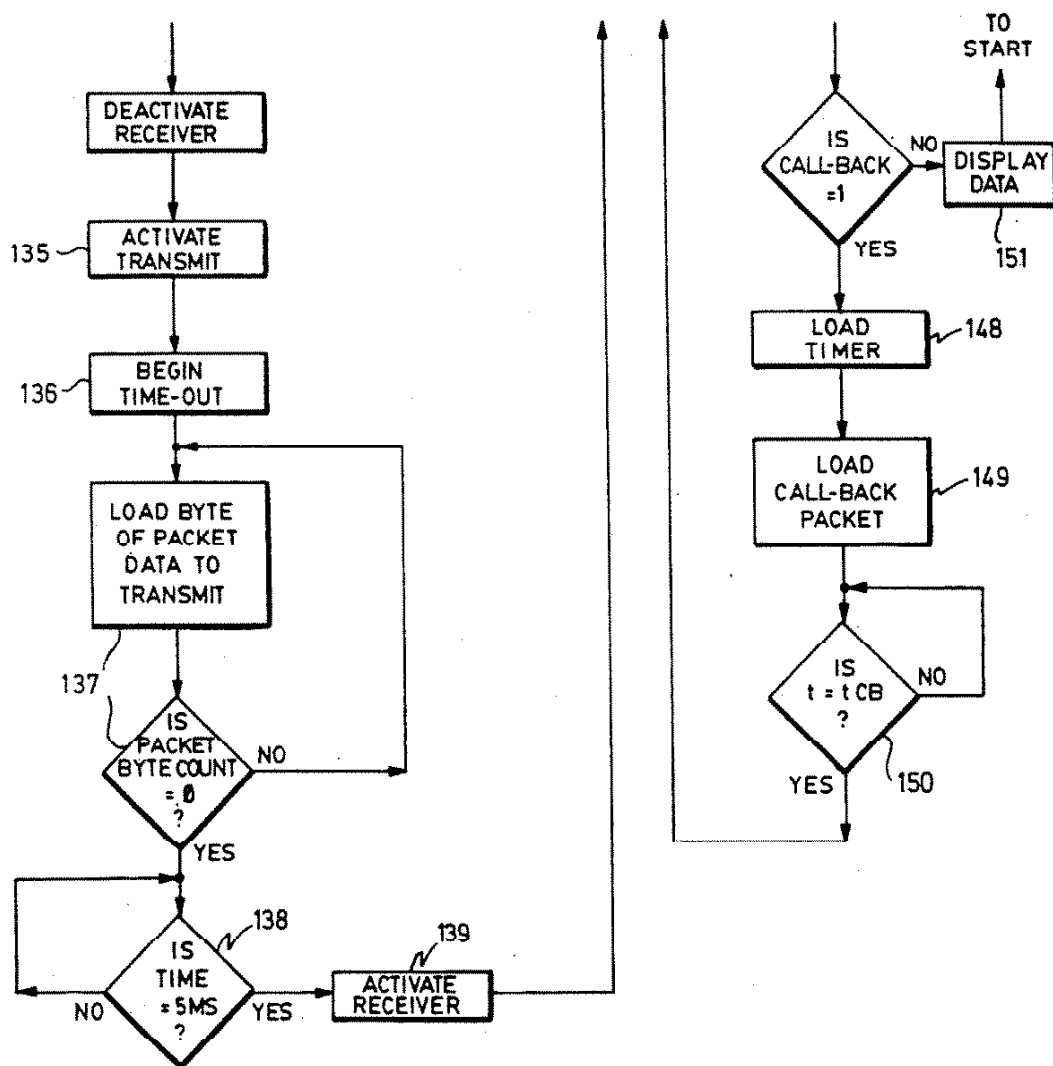 DEACTIVATE
RECEIVER
135
ACTIVATE
TRANSMIT
136
BEGIN
TIME-OUT
LOAD BYTE
OF PACKET
DATA TO
TRANSMIT
137
IS
PACKET
BYTE COUNT
= Ø
?
NO
YES
138
IS
TIME
= 5MS
?
NO
YES
139
ACTIVATE
RECEIVER
TO
START
IS
CALL-BACK
=1
NO
DISPLAY
DATA
151
YES
LOAD
TIMER
148
LOAD
CALL-BACK
PACKET
149
IS
t = tCB
?
NO
150
YES